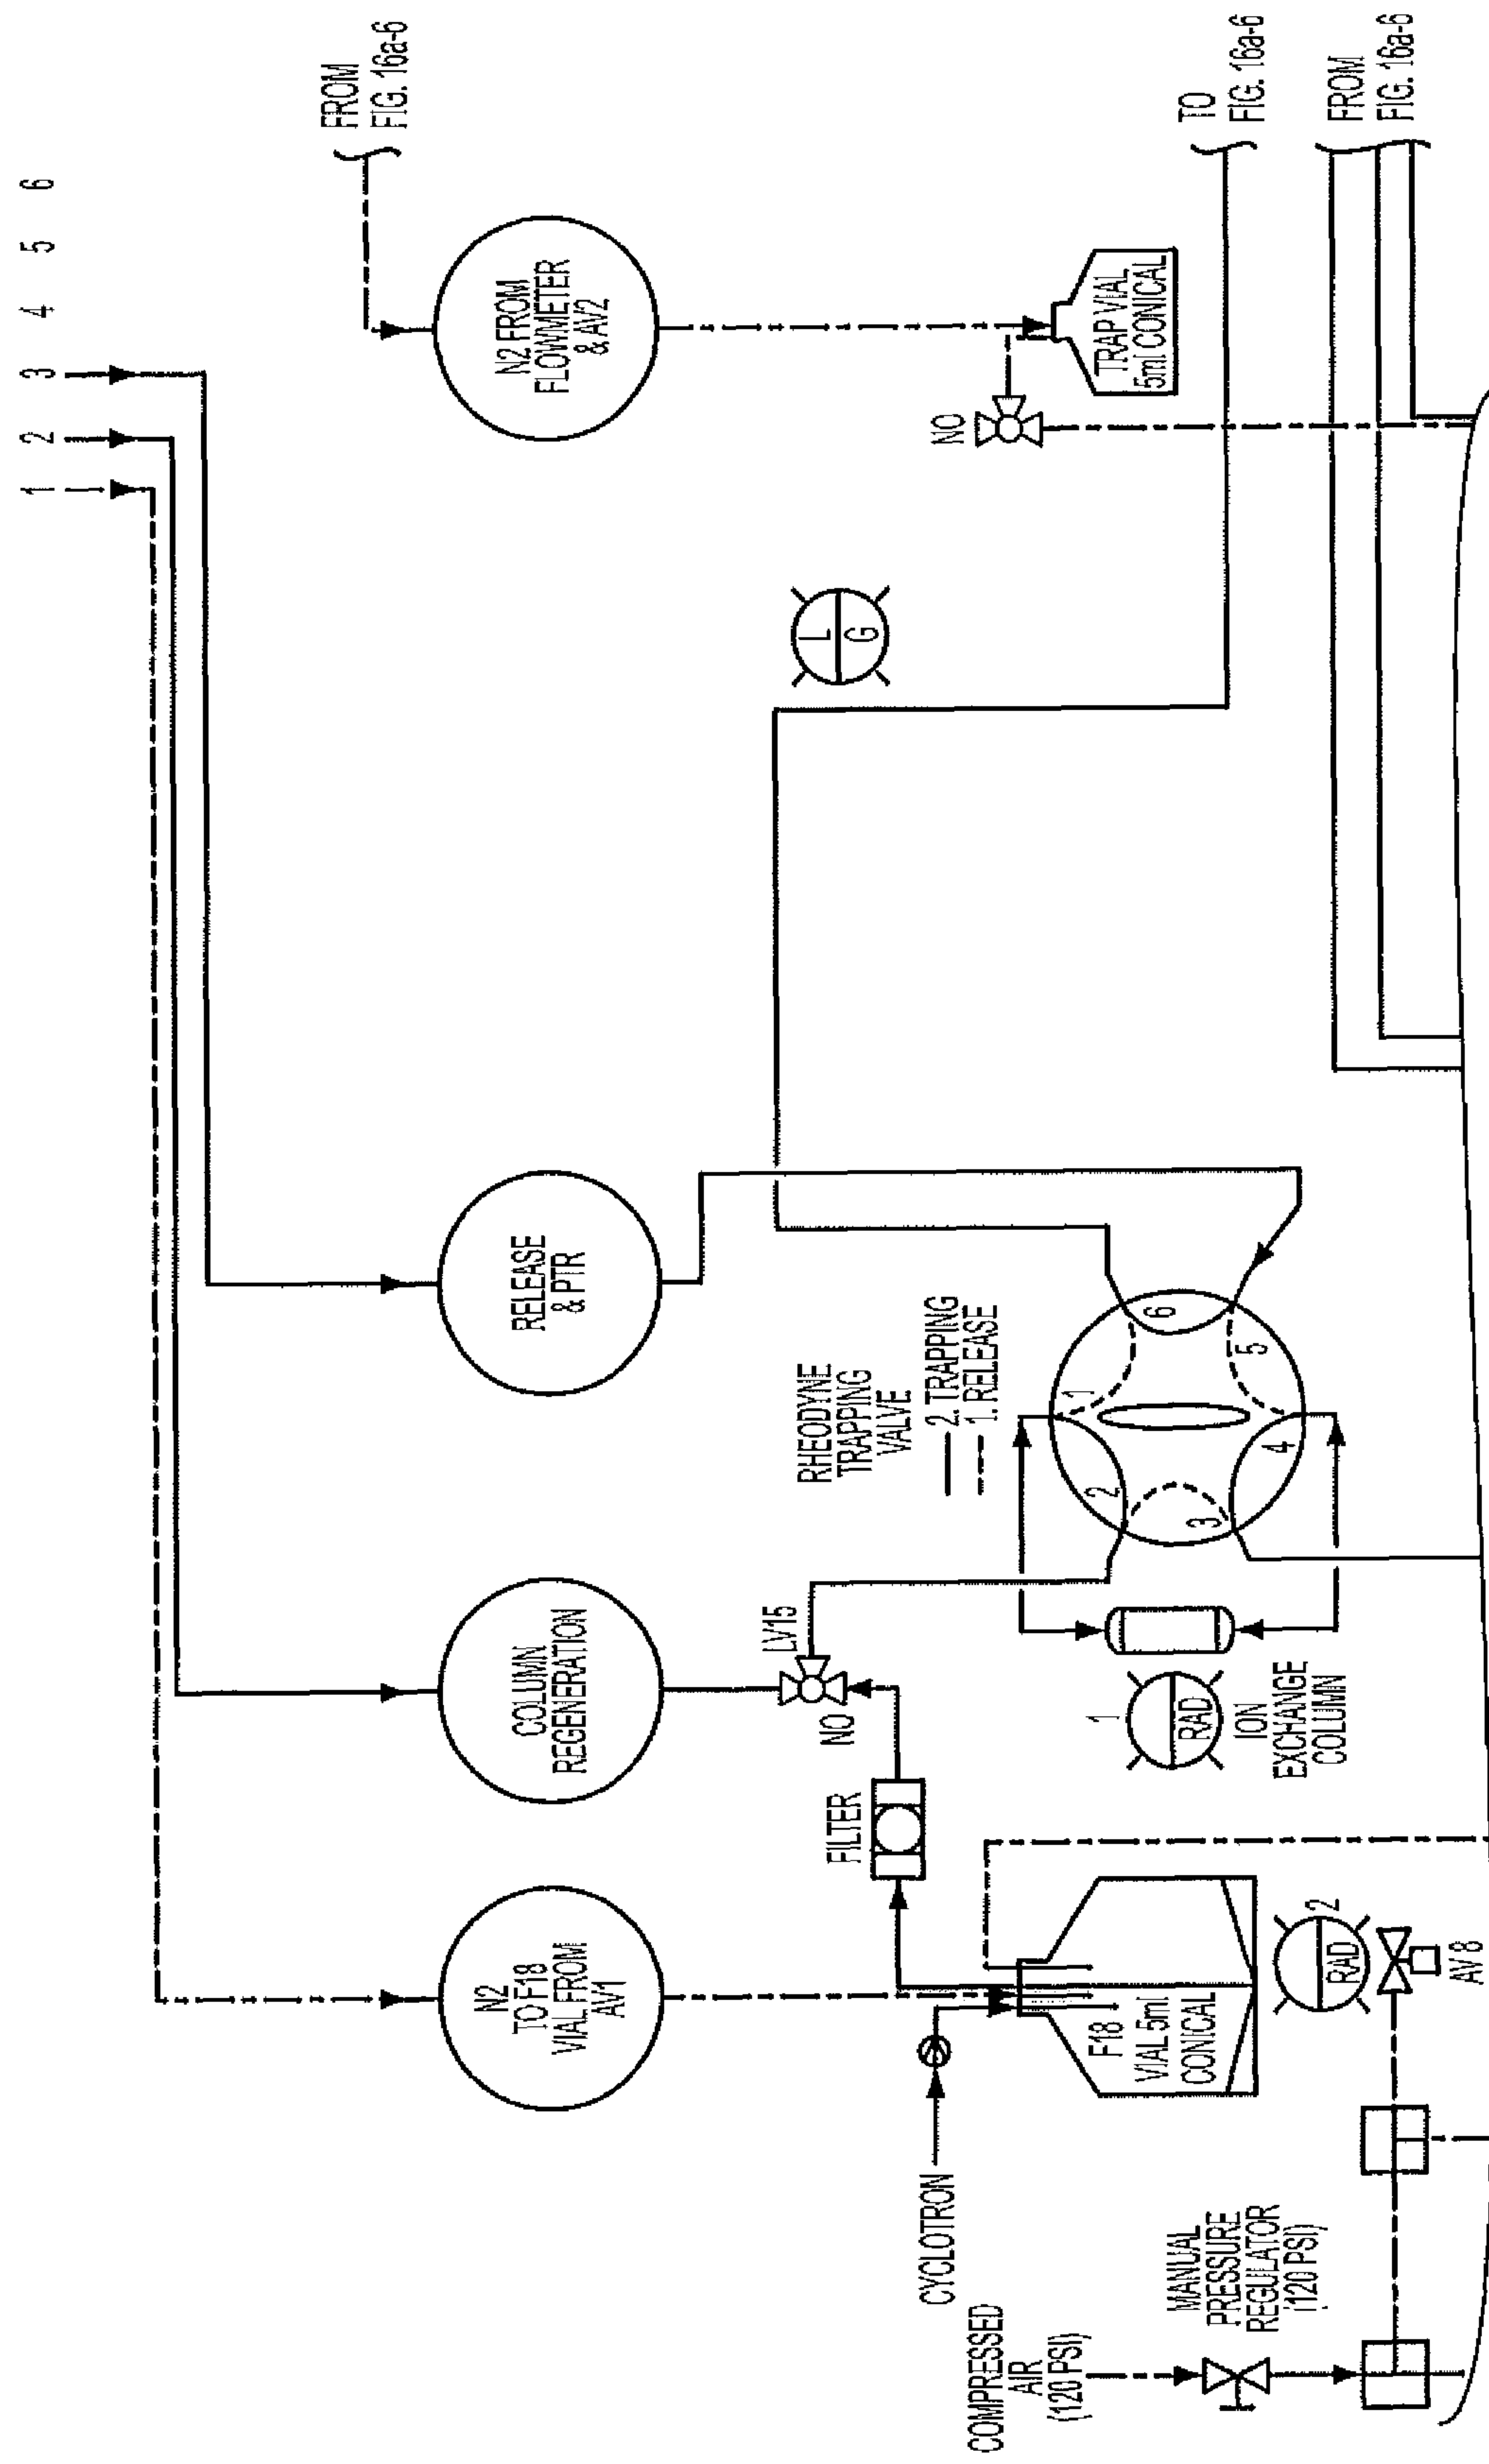 1 2 3 4 5 6
FROM
FIG. 16a-6
N2
TO F18
VIAL FROM
AV1
COLUMN
REGENERATION
RELEASE
& PTR
N2 FROM
FLOWMETER
& AV2
CYCLOTRON
FILTER
NO
LV15
RHEODYNE
TRAPPING
VALVE
2. TRAPPING
1. RELEASE
L
G
NO
TRAP VIAL
5ml CONICAL
F18
VIAL 5ml
CONICAL
1
RAD
ION
EXCHANGE
COLUMN
1
2
3
4
5
6
TO
FIG. 16a-6
COMPRESSED
AIR
(120 PSI)
MANUAL
PRESSURE
REGULATOR
(120 PSI)
RAD
2
AV 8
FROM
FIG. 16a-6